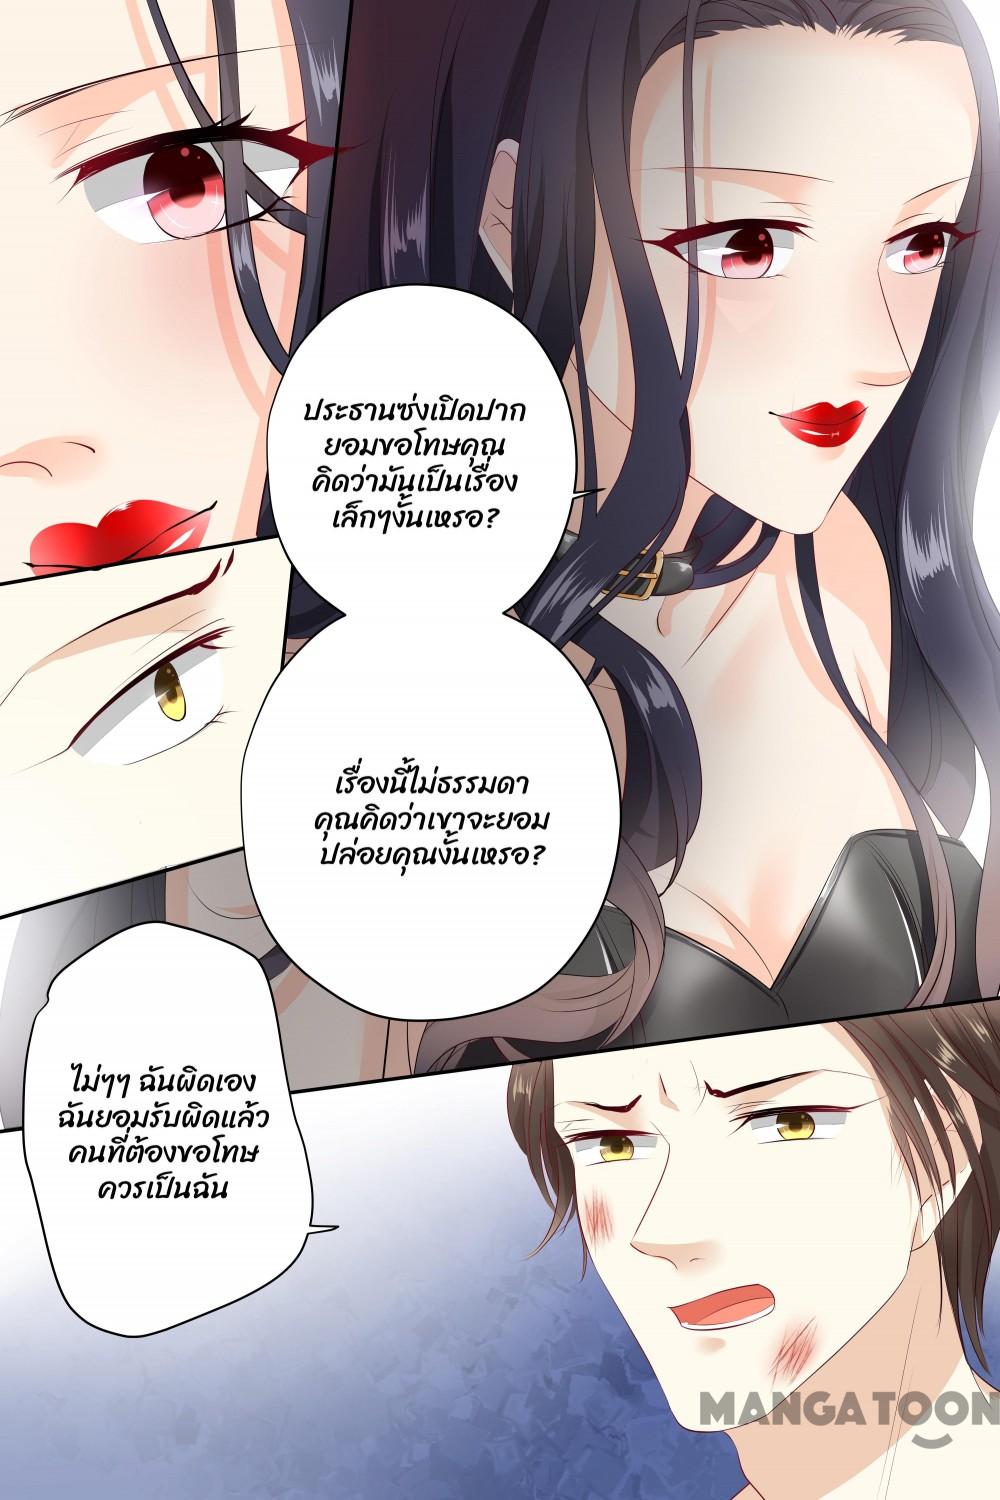 ประธานซ่งเปิดปาก
ยอมขอโทษคุณ
คิดว่ามันเป็นเรื่อง
เล็กๆงั้นเหรอ?
เรื่องนี้ไม่ธรรมดา
คุณคิดว่าเขาจะยอม
ปล่อยคุณงั้นเหรอ?
ไม่ๆๆ ฉันผิดเอง
ฉันยอมรับผิดแล้ว
คนที่ต้องขอโทษ
ควรเป็นฉัน
MANGATOON